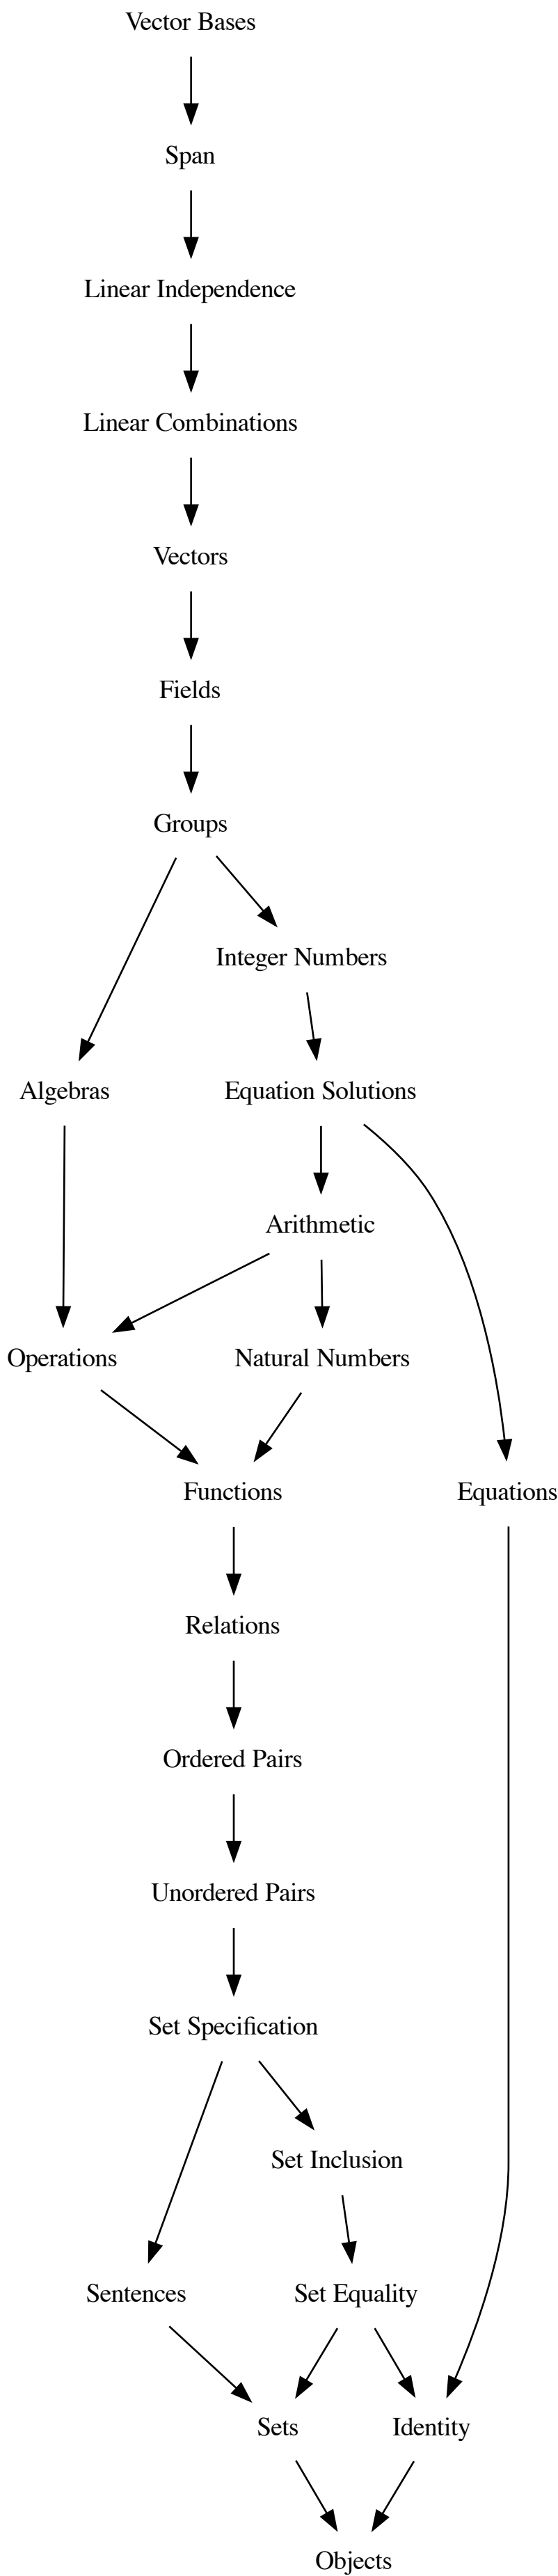 Vector Bases
Span
Linear Independence
Linear Combinations
Vectors
Fields
Groups
Integer Numbers
Algebras
Equation Solutions
Arithmetic
Operations
Natural Numbers
Functions
Equations
Relations
Ordered Pairs
Unordered Pairs
Set Specification
Set Inclusion
Sentences
Set Equality
Sets
Identity
Objects